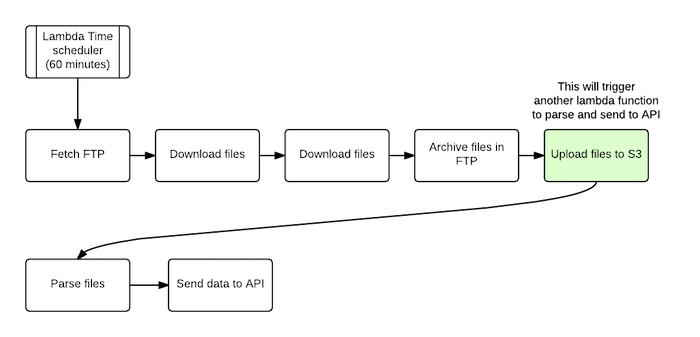 Lambda Time
scheduler
(60 minutes)
This will trigger
another lambda function
to parse and send to API
Fetch FTP
Download files
Download files
Archive files in
FTP
Upload files to S3
Parse files
Send data to API